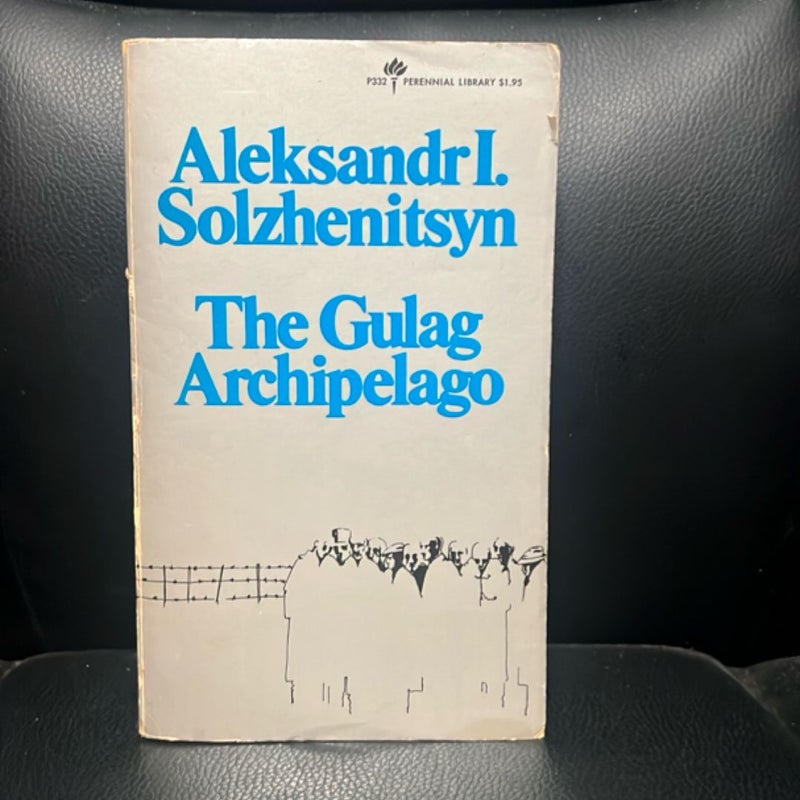 P332 PERENNIAL LIBRARY $1.95
Aleksandr I.
Solzhenitsyn
The Gulag
Archipelago